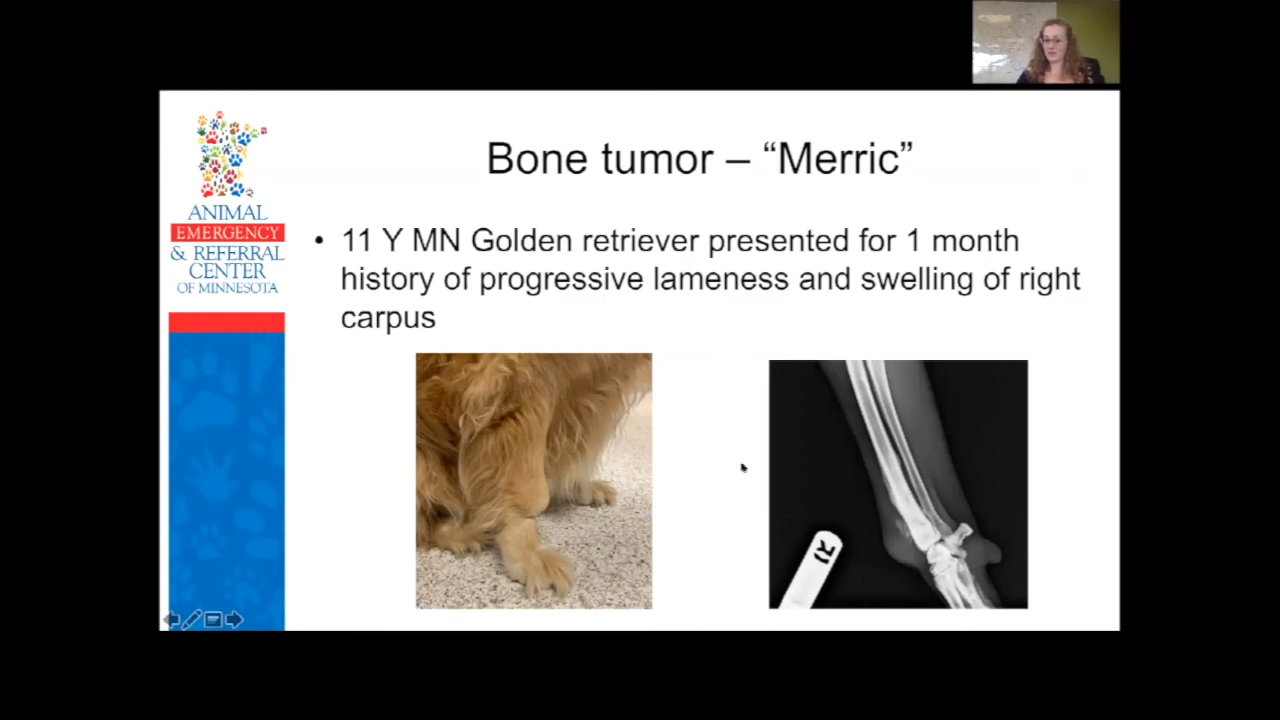 Bone tumor – “Merric”
ANIMAL
EMERGENCY
& REFERRAL
CENTER
OF MINNESOTA
• 11 Y MN Golden retriever presented for 1 month
history of progressive lameness and swelling of right
carpus
R